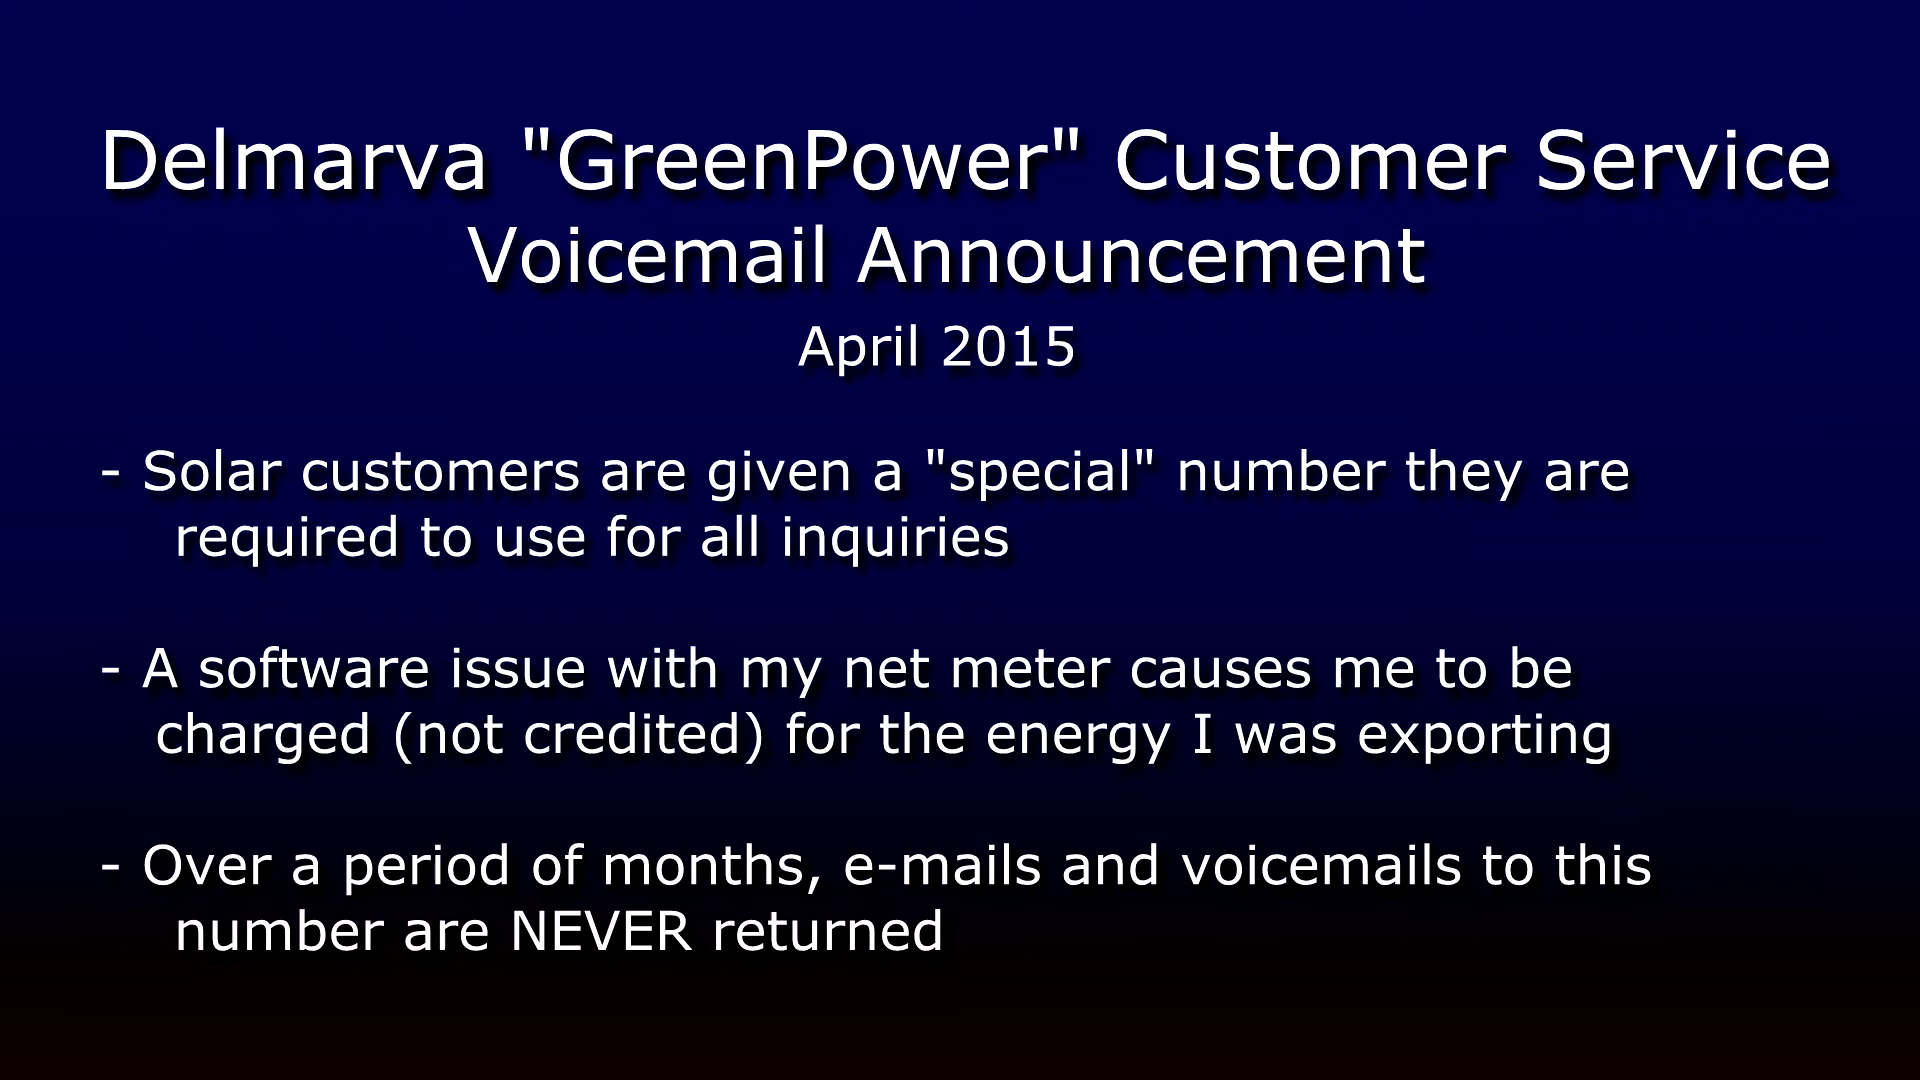 Delmarva "GreenPower" Customer Service
Voicemail Announcement
April 2015
- Solar customers are given a "special" number they are
required to use for all inquiries
- A software issue with my net meter causes me to be
charged (not credited) for the energy I was exporting
- Over a period of months, e-mails and voicemails to this
number are NEVER returned